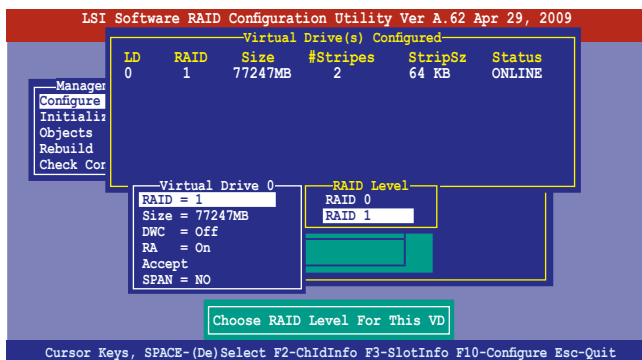 LSI Software RAID Configuration Utility Ver A.62 Apr 29, 2009
Virtual Drive(s) Configured
LD RAID Size #Stripes StripSz Status
0 1 77247MB 2 64 KB ONLINE
Manage
Configure
Initializ
Objects
Rebuild
Check Con
Virtual Drive 0
RAID = 1
Size = 77247MB
DWC = Off
RA = On
Accept
SPAN = NO
RAID Level
RAID 0
RAID 1
Choose RAID Level For This VD
Cursor Keys, SPACE-(De)Select F2-ChIdInfo F3-SlotInfo F10-Configure Esc-Quit